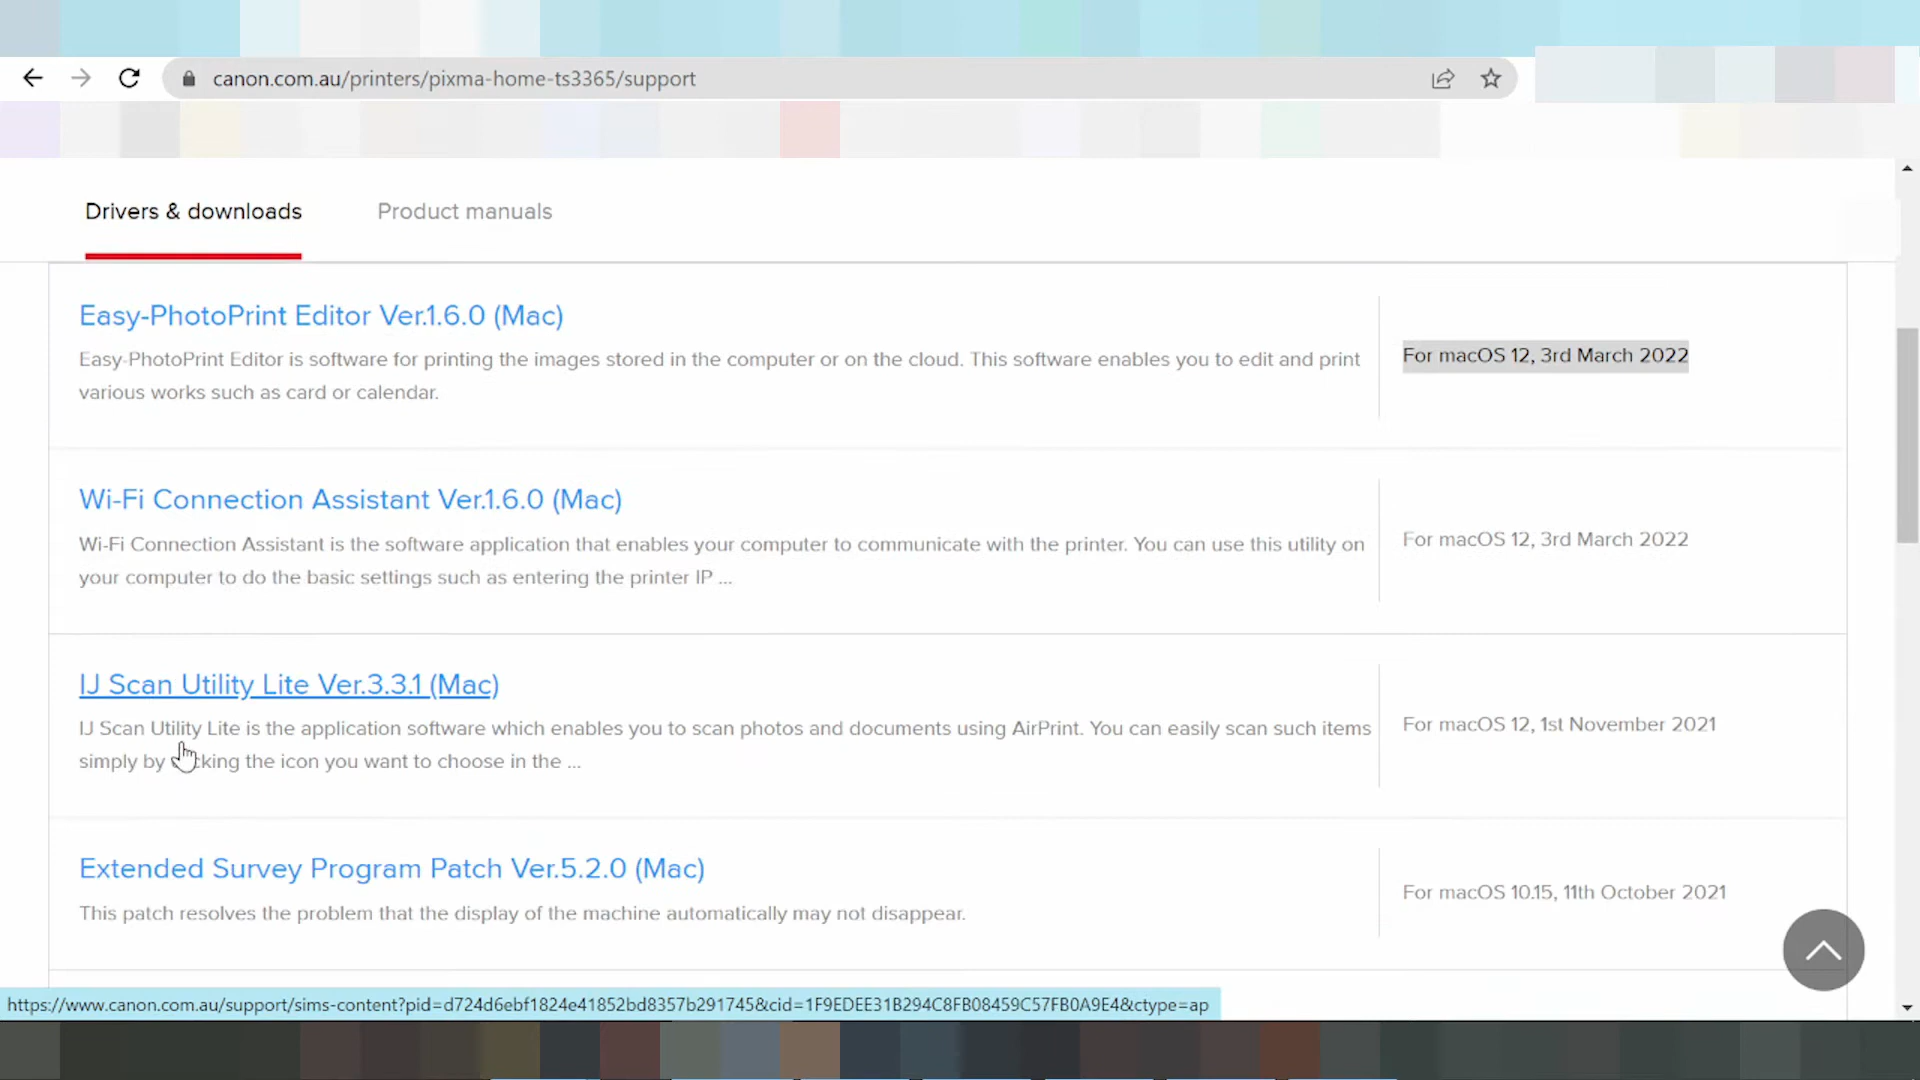 canon.com.au/printers/pixma-home-ts3365/support
Drivers & downloads
Product manuals
Easy-PhotoPrint Editor Ver.1.6.0 (Mac)
Easy-PhotoPrint Editor is software for printing the images stored in the computer or on the cloud. This software enables you to edit and print
various works such as card or calendar.
For macOS 12, 3rd March 2022
Wi-Fi Connection Assistant Ver.1.6.0 (Mac)
Wi-Fi Connection Assistant is the software application that enables your computer to communicate with the printer. You can use this utility on
your computer to do the basic settings such as entering the printer IP ...
For macOS 12, 3rd March 2022
IJ Scan Utility Lite Ver.3.3.1 (Mac)
IJ Scan Utility Lite is the application software which enables you to scan photos and documents using AirPrint. You can easily scan such items
simply by cking the icon you want to choose in the ...
For macOS 12, 1st November 2021
Extended Survey Program Patch Ver.5.2.0 (Mac)
This patch resolves the problem that the display of the machine automatically may not disappear.
For macOS 10.15, 11th October 2021
https://www.canon.com.au/support/sims-content?pid=d724d6ebf1824e41852bd8357b291745&cid=1F9EDEE31B294C8FB08459C57FB0A9E4&ctype=ap